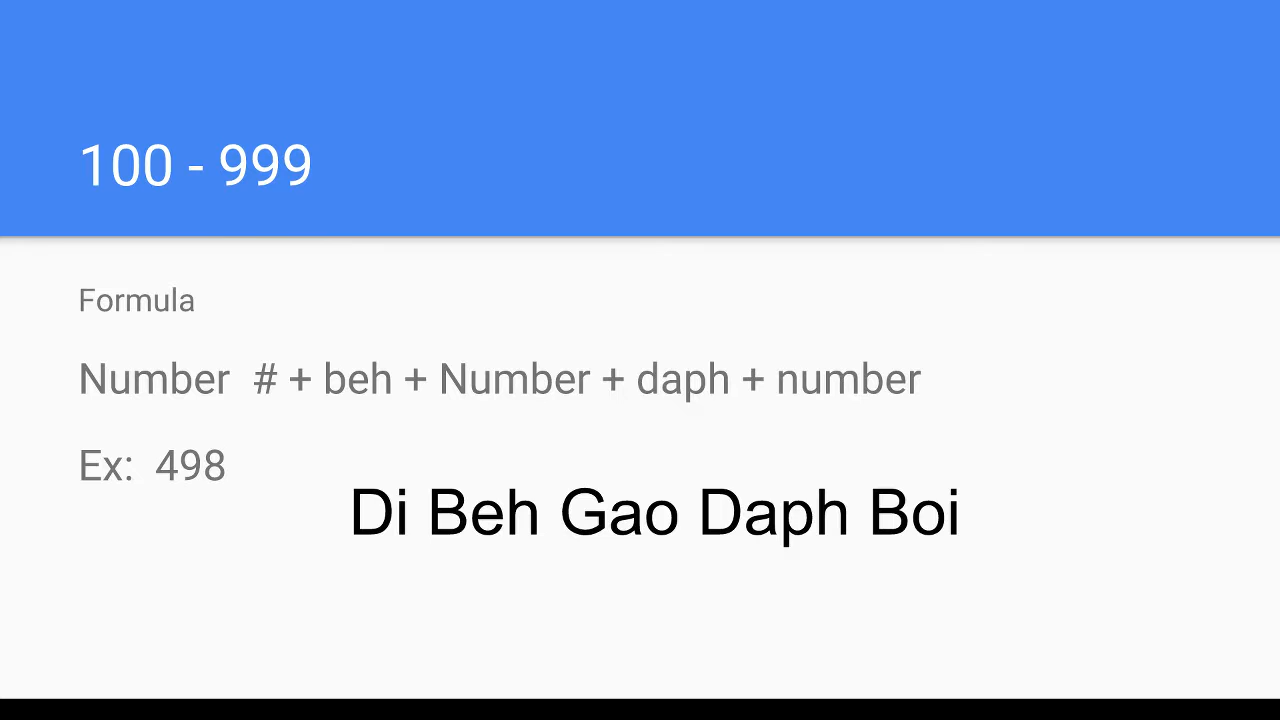 100 - 999
Formula
Number # + beh + Number + daph + number
Ex: 498
Di Beh Gao Daph Boi